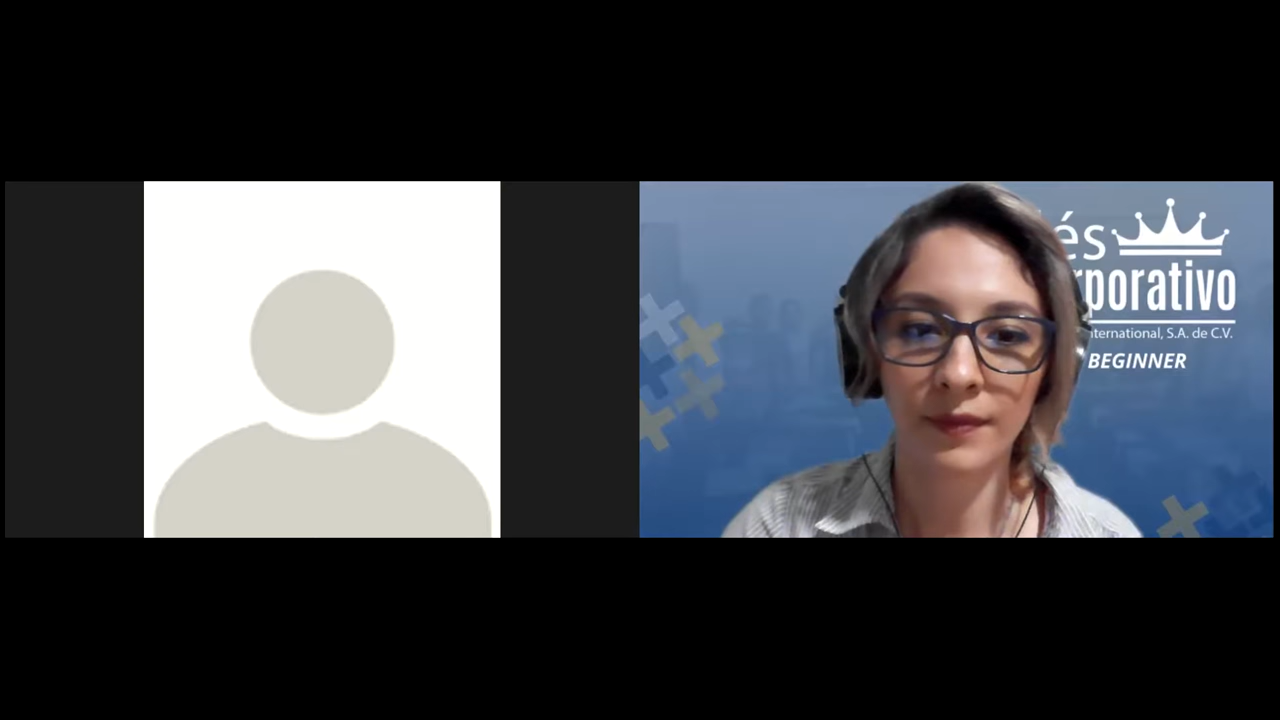 és
rporativo
nternational, S.A. de C.V.
BEGINNER